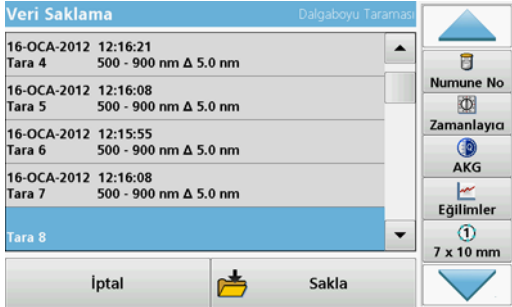 Veri Saklama
Dalgaboyu Taraması
16-OCA-2012 12:16:21
Tara 4 500 - 900 nm Δ 5.0 nm
16-OCA-2012 12:16:08
Tara 5 500 - 900 nm Δ 5.0 nm
16-OCA-2012 12:15:55
Tara 6 500 - 900 nm Δ 5.0 nm
16-OCA-2012 12:16:08
Tara 7 500 - 900 nm Δ 5.0 nm
Tara 8
İptal
Sakla
Numune No
Zamanlayıcı
AKG
Eğilimler
1
7 x 10 mm